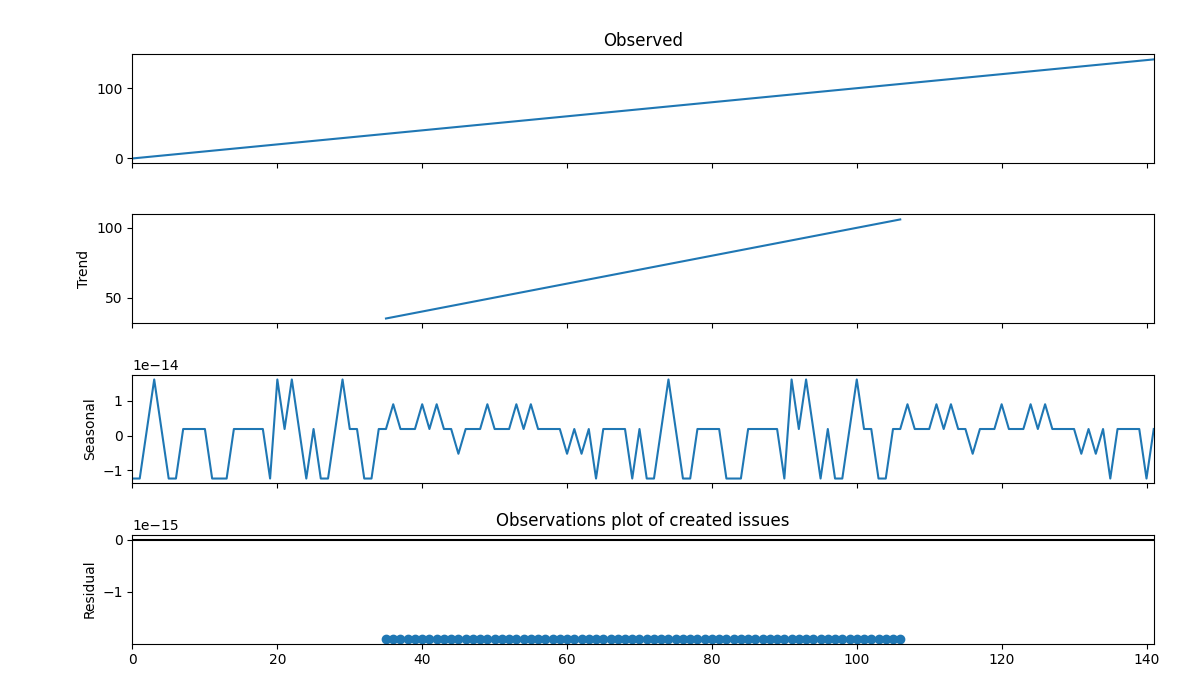 Observed
100
0
Trend
100
50
1e−14
Seasonal
1
0
−1
Observations plot of created issues
1e−15
Residual
0
−1
0 20 40 60 80 100 120 140